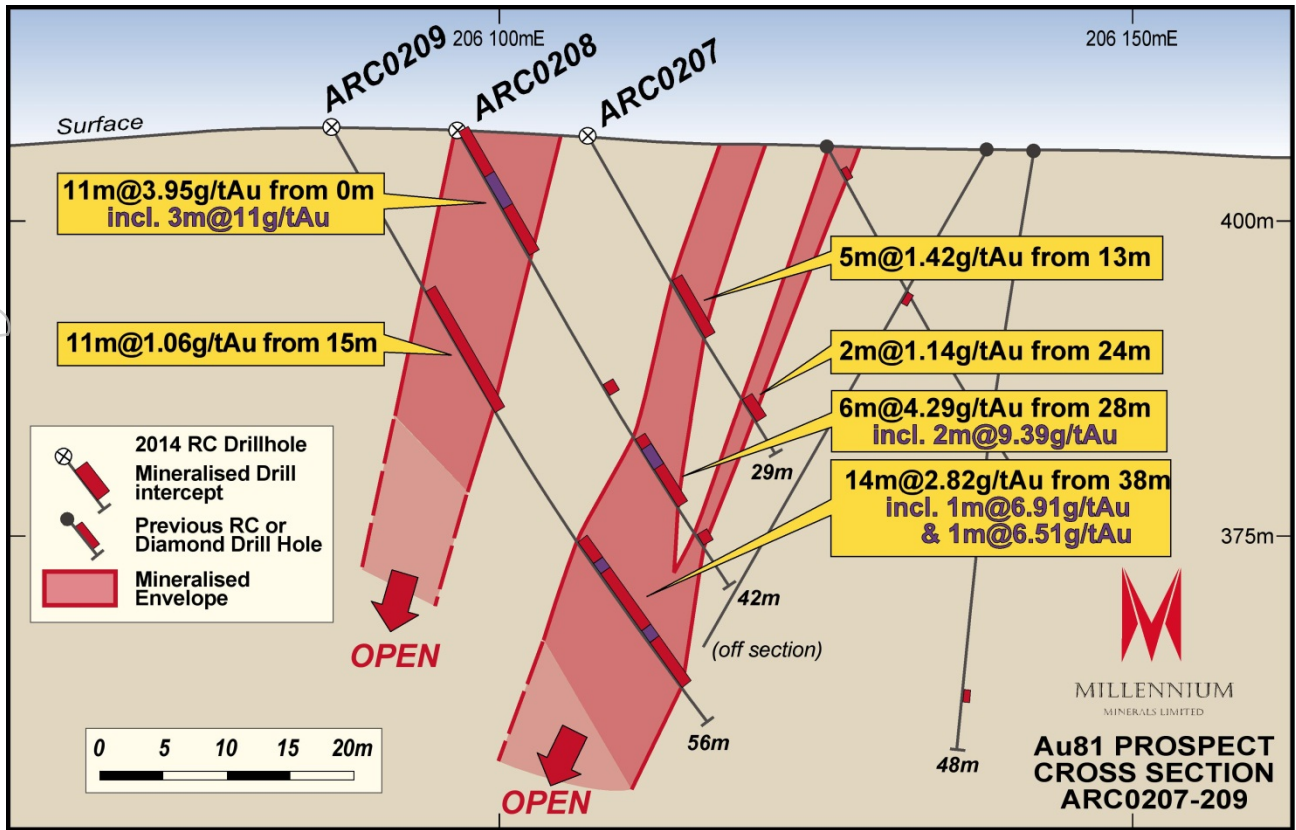 206 100mE
206 150mE
ARC0209
ARC0208
ARC0207
Surface
11m@3.95g/tAu from 0m
incl. 3m@11g/tAu
400m
5m@1.42g/tAu from 13m
11m@1.06g/tAu from 15m
2m@1.14g/tAu from 24m
6m@4.29g/tAu from 28m
incl. 2m@9.39g/tAu
29m
14m@2.82g/tAu from 38m
incl. 1m@6.91g/tAu
& 1m@6.51g/tAu
375m
2014 RC Drillhole
Mineralised Drill
intercept
Previous RC or
Diamond Drill Hole
Mineralised
Envelope
42m
(off section)
OPEN
56m
48m
OPEN
0 5 10 15 20m
MILLENNIUM
MINERALS LIMITED
Au81 PROSPECT
CROSS SECTION
ARC0207-209